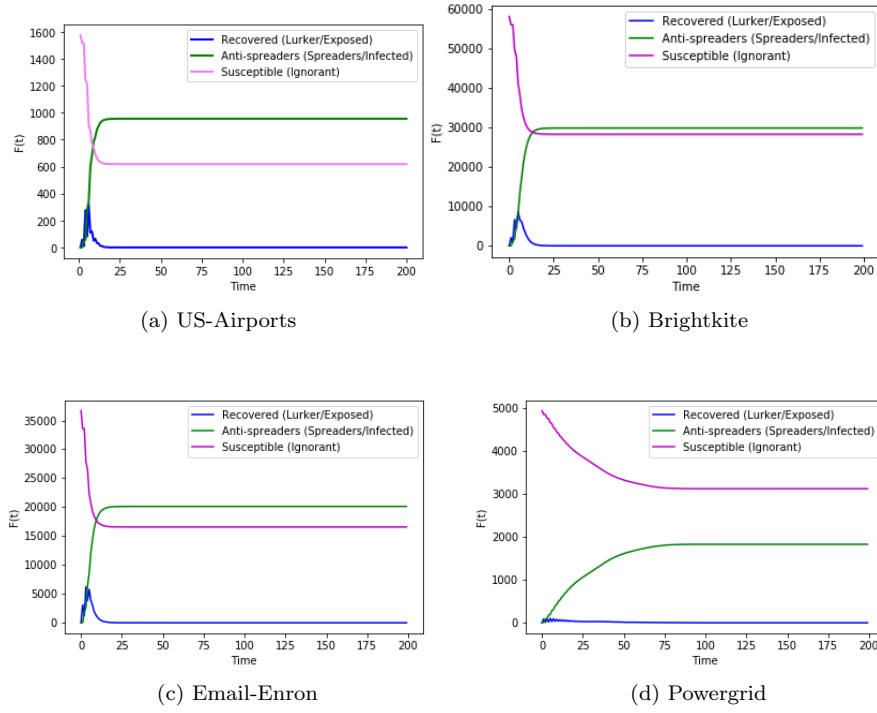 1600
1400
1200
1000
800
600
400
200
0
F(t)
Recovered (Lurker/Exposed)
Anti-spreaders (Spreaders/Infected)
Susceptible (Ignorant)
0 25 50 75 100 125 150 175 200
Time
(a) US-Airports
60000
50000
40000
30000
20000
10000
0
F(t)
Recovered (Lurker/Exposed)
Anti-spreaders (Spreaders/Infected)
Susceptible (Ignorant)
0 25 50 75 100 125 150 175 200
Time
(b) Brightkite
35000
30000
25000
20000
15000
10000
5000
0
F(t)
Recovered (Lurker/Exposed)
Anti-spreaders (Spreaders/Infected)
Susceptible (Ignorant)
0 25 50 75 100 125 150 175 200
Time
(c) Email-Enron
5000
4000
3000
2000
1000
0
F(t)
Recovered (Lurker/Exposed)
Anti-spreaders (Spreaders/Infected)
Susceptible (Ignorant)
0 25 50 75 100 125 150 175 200
Time
(d) Powergrid